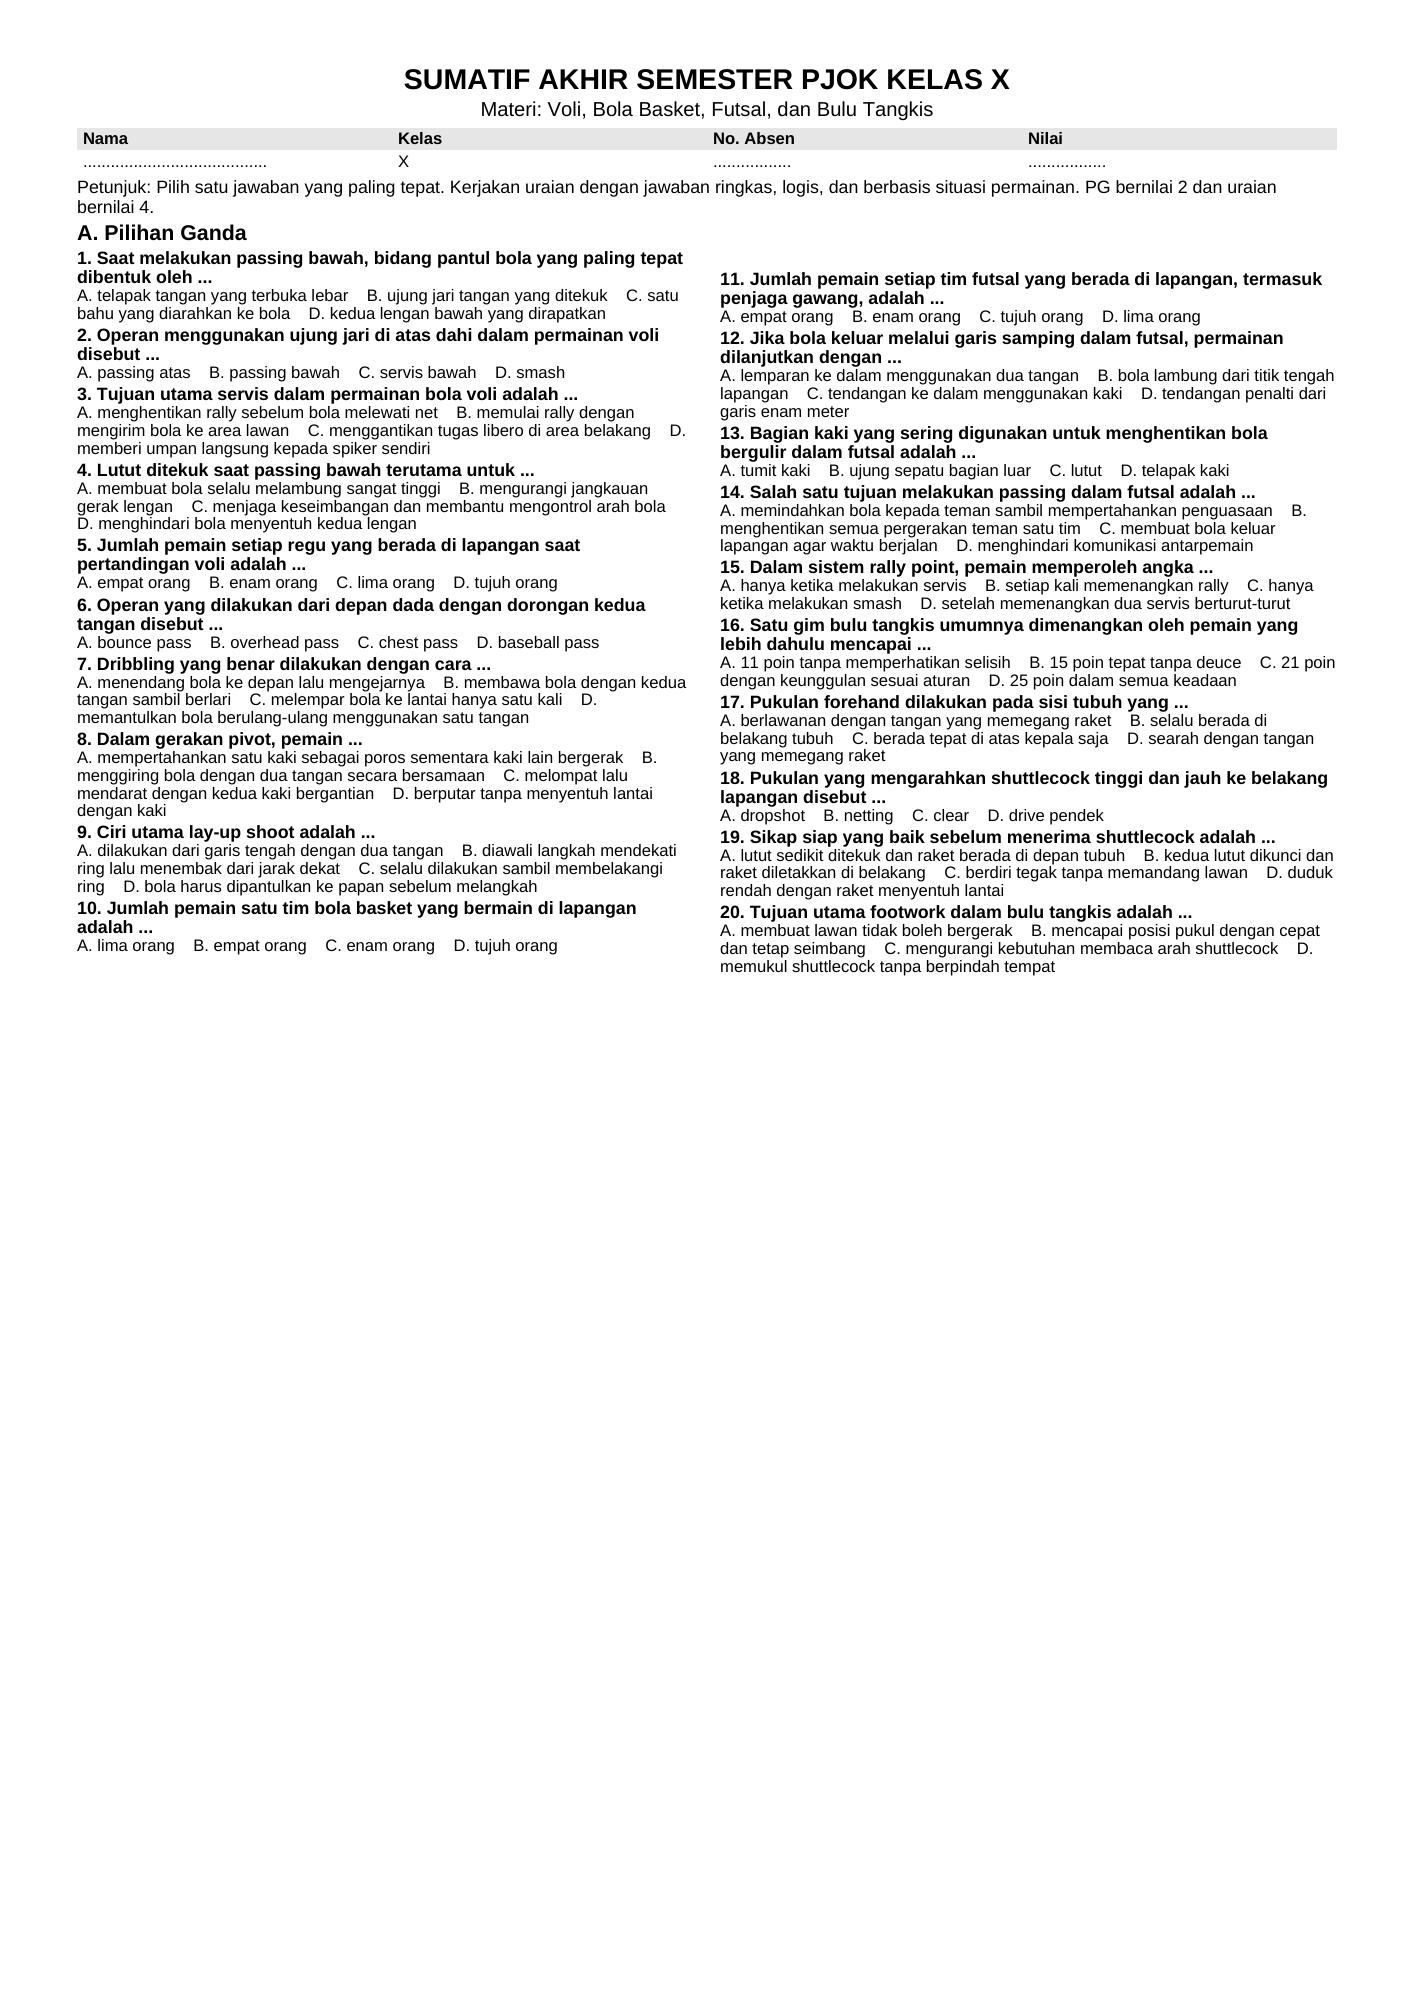 SUMATIF AKHIR SEMESTER PJOK KELAS X
Materi: Voli, Bola Basket, Futsal, dan Bulu Tangkis
Nama Kelas No. Absen Nilai
........................................ X ................. .................
Petunjuk: Pilih satu jawaban yang paling tepat. Kerjakan uraian dengan jawaban ringkas, logis, dan berbasis situasi permainan. PG bernilai 2 dan uraian
bernilai 4.
A. Pilihan Ganda
1. Saat melakukan passing bawah, bidang pantul bola yang paling tepat
dibentuk oleh ...
A. telapak tangan yang terbuka lebar B. ujung jari tangan yang ditekuk C. satu
bahu yang diarahkan ke bola D. kedua lengan bawah yang dirapatkan
2. Operan menggunakan ujung jari di atas dahi dalam permainan voli
disebut ...
A. passing atas B. passing bawah C. servis bawah D. smash
3. Tujuan utama servis dalam permainan bola voli adalah ...
A. menghentikan rally sebelum bola melewati net B. memulai rally dengan
mengirim bola ke area lawan C. menggantikan tugas libero di area belakang D.
memberi umpan langsung kepada spiker sendiri
4. Lutut ditekuk saat passing bawah terutama untuk ...
A. membuat bola selalu melambung sangat tinggi B. mengurangi jangkauan
gerak lengan C. menjaga keseimbangan dan membantu mengontrol arah bola
D. menghindari bola menyentuh kedua lengan
5. Jumlah pemain setiap regu yang berada di lapangan saat
pertandingan voli adalah ...
A. empat orang B. enam orang C. lima orang D. tujuh orang
6. Operan yang dilakukan dari depan dada dengan dorongan kedua
tangan disebut ...
A. bounce pass B. overhead pass C. chest pass D. baseball pass
7. Dribbling yang benar dilakukan dengan cara ...
A. menendang bola ke depan lalu mengejarnya B. membawa bola dengan kedua
tangan sambil berlari C. melempar bola ke lantai hanya satu kali D.
memantulkan bola berulang-ulang menggunakan satu tangan
8. Dalam gerakan pivot, pemain ...
A. mempertahankan satu kaki sebagai poros sementara kaki lain bergerak B.
menggiring bola dengan dua tangan secara bersamaan C. melompat lalu
mendarat dengan kedua kaki bergantian D. berputar tanpa menyentuh lantai
dengan kaki
9. Ciri utama lay-up shoot adalah ...
A. dilakukan dari garis tengah dengan dua tangan B. diawali langkah mendekati
ring lalu menembak dari jarak dekat C. selalu dilakukan sambil membelakangi
ring D. bola harus dipantulkan ke papan sebelum melangkah
10. Jumlah pemain satu tim bola basket yang bermain di lapangan
adalah ...
A. lima orang B. empat orang C. enam orang D. tujuh orang
11. Jumlah pemain setiap tim futsal yang berada di lapangan, termasuk
penjaga gawang, adalah ...
A. empat orang B. enam orang C. tujuh orang D. lima orang
12. Jika bola keluar melalui garis samping dalam futsal, permainan
dilanjutkan dengan ...
A. lemparan ke dalam menggunakan dua tangan B. bola lambung dari titik tengah
lapangan C. tendangan ke dalam menggunakan kaki D. tendangan penalti dari
garis enam meter
13. Bagian kaki yang sering digunakan untuk menghentikan bola
bergulir dalam futsal adalah ...
A. tumit kaki B. ujung sepatu bagian luar C. lutut D. telapak kaki
14. Salah satu tujuan melakukan passing dalam futsal adalah ...
A. memindahkan bola kepada teman sambil mempertahankan penguasaan B.
menghentikan semua pergerakan teman satu tim C. membuat bola keluar
lapangan agar waktu berjalan D. menghindari komunikasi antarpemain
15. Dalam sistem rally point, pemain memperoleh angka ...
A. hanya ketika melakukan servis B. setiap kali memenangkan rally C. hanya
ketika melakukan smash D. setelah memenangkan dua servis berturut-turut
16. Satu gim bulu tangkis umumnya dimenangkan oleh pemain yang
lebih dahulu mencapai ...
A. 11 poin tanpa memperhatikan selisih B. 15 poin tepat tanpa deuce C. 21 poin
dengan keunggulan sesuai aturan D. 25 poin dalam semua keadaan
17. Pukulan forehand dilakukan pada sisi tubuh yang ...
A. berlawanan dengan tangan yang memegang raket B. selalu berada di
belakang tubuh C. berada tepat di atas kepala saja D. searah dengan tangan
yang memegang raket
18. Pukulan yang mengarahkan shuttlecock tinggi dan jauh ke belakang
lapangan disebut ...
A. dropshot B. netting C. clear D. drive pendek
19. Sikap siap yang baik sebelum menerima shuttlecock adalah ...
A. lutut sedikit ditekuk dan raket berada di depan tubuh B. kedua lutut dikunci dan
raket diletakkan di belakang C. berdiri tegak tanpa memandang lawan D. duduk
rendah dengan raket menyentuh lantai
20. Tujuan utama footwork dalam bulu tangkis adalah ...
A. membuat lawan tidak boleh bergerak B. mencapai posisi pukul dengan cepat
dan tetap seimbang C. mengurangi kebutuhan membaca arah shuttlecock D.
memukul shuttlecock tanpa berpindah tempat